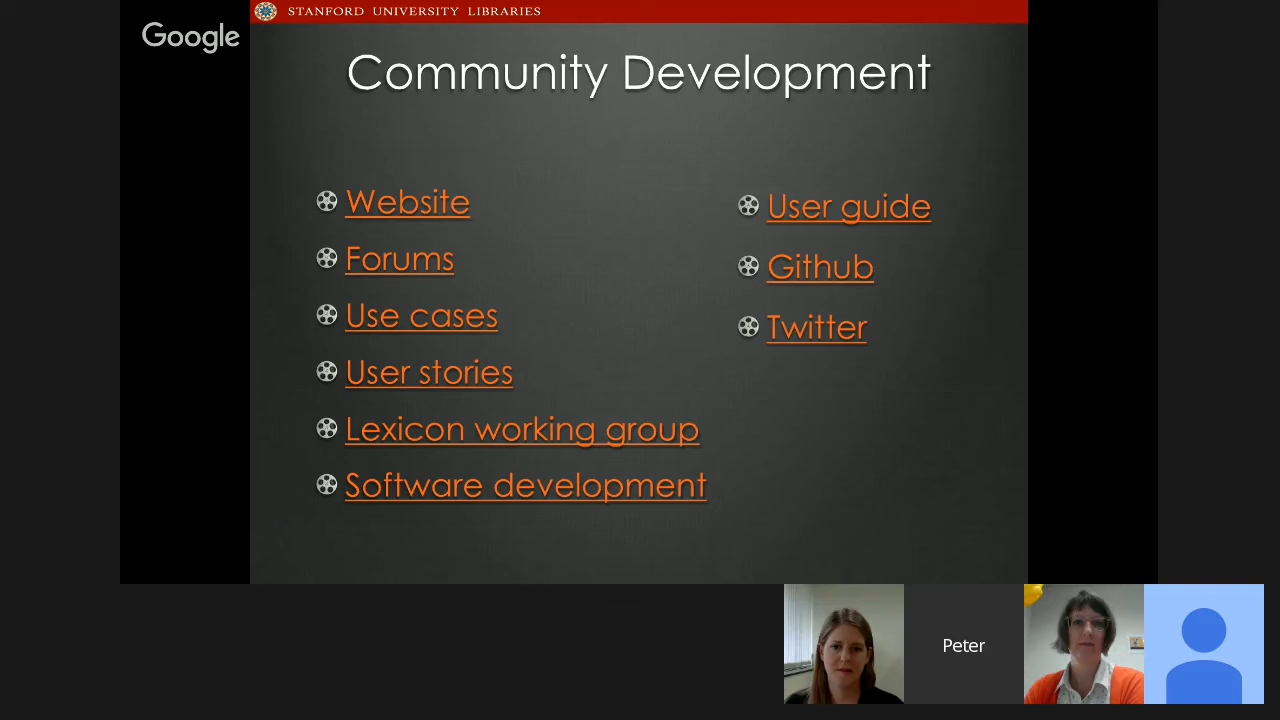 STANFORD UNIVERSITY LIBRARIES
Google
Community Development
Website
Forums
Use cases
User stories
Lexicon working group
Software development
User guide
Github
Twitter
Peter